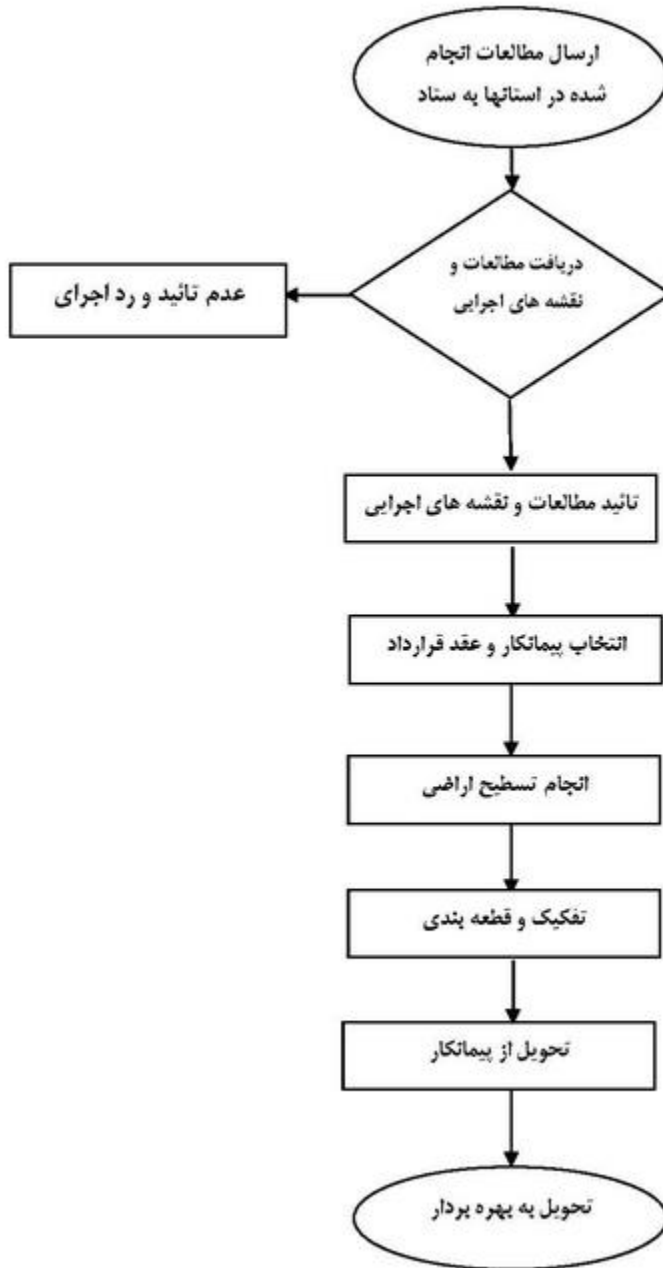 ارسال مطالعات انجام
شده در استانها به ستاد
دریافت مطالعات و
نقشه های اجرایی
عدم تائید و رد اجرای
تائید مطالعات و نقشه های اجرایی
انتخاب پیمانکار و عقد قرارداد
انجام تسطیح اراضی
تفکیک و قطعه بندی
تحویل از پیمانکار
تحویل به بهره بردار